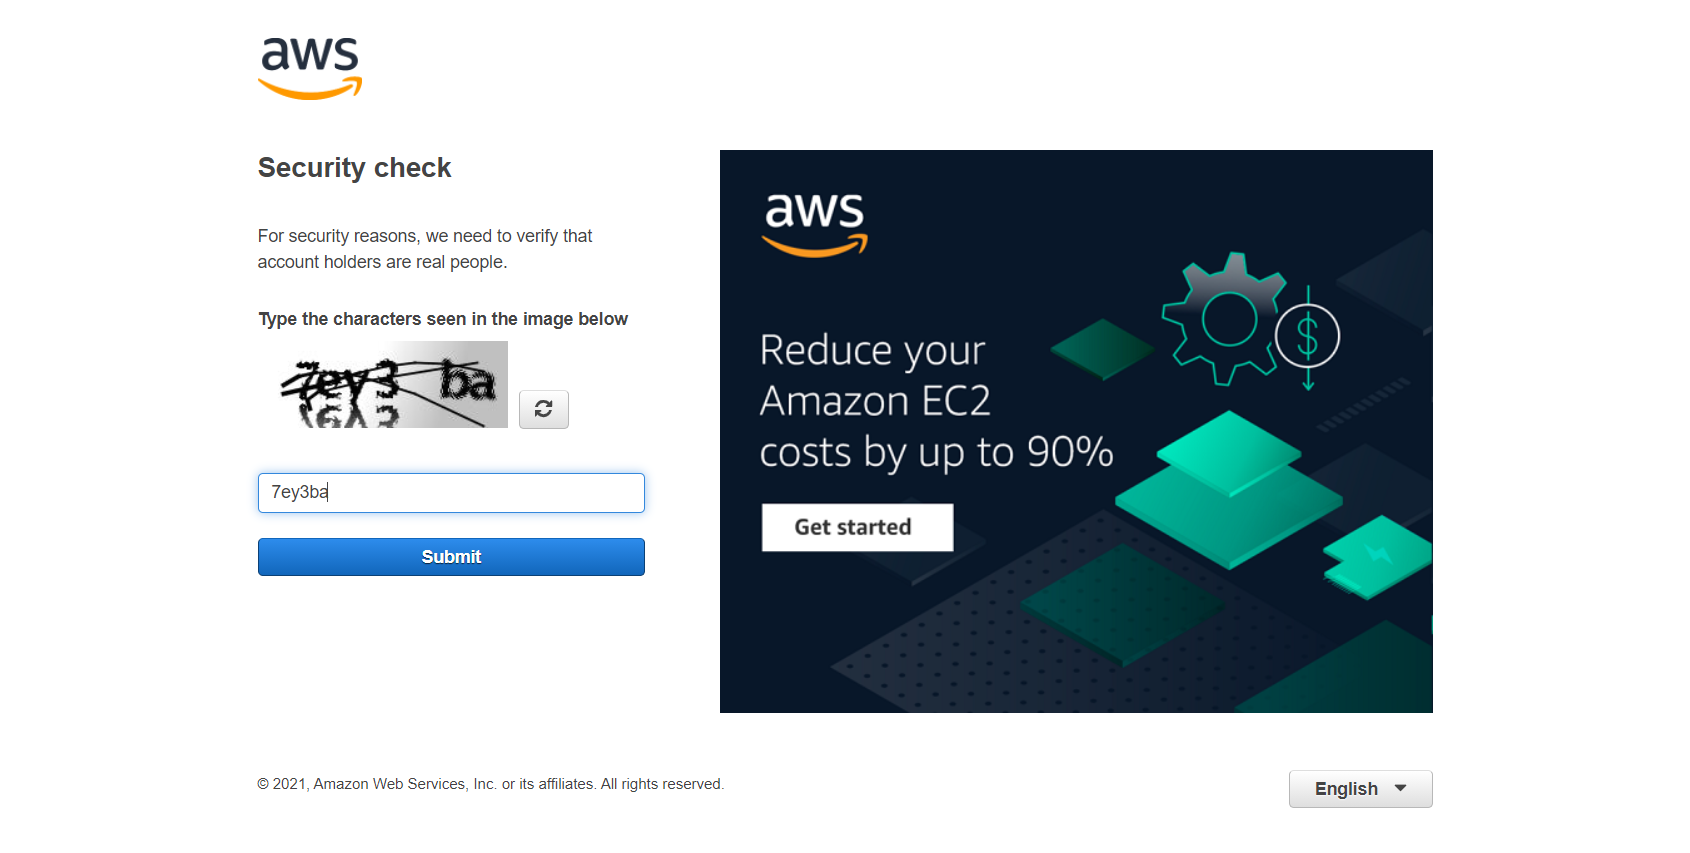 aws
Security check
For security reasons, we need to verify that
account holders are real people.
Type the characters seen in the image below
7ey3ba
Submit
aws
Reduce your
Amazon EC2
costs by up to 90%
Get started
© 2021, Amazon Web Services, Inc. or its affiliates. All rights reserved.
English